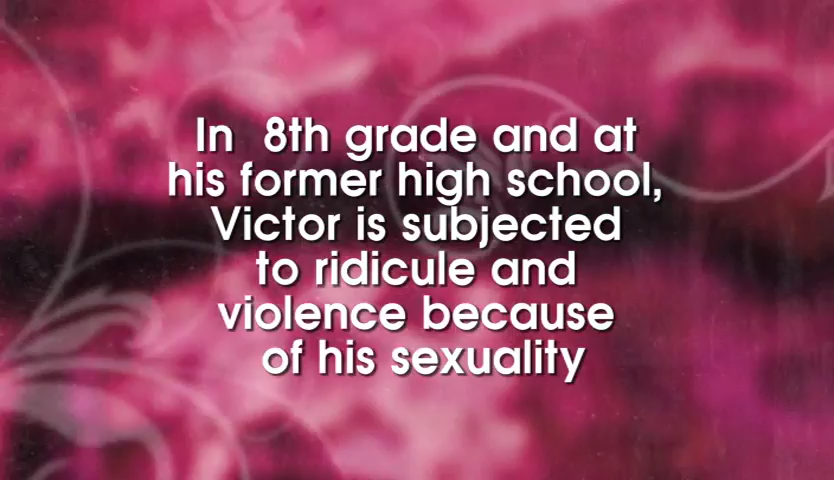 In  8th grade and at
his former high school,
Victor is subjected
to ridicule and
violence because
of his sexuality